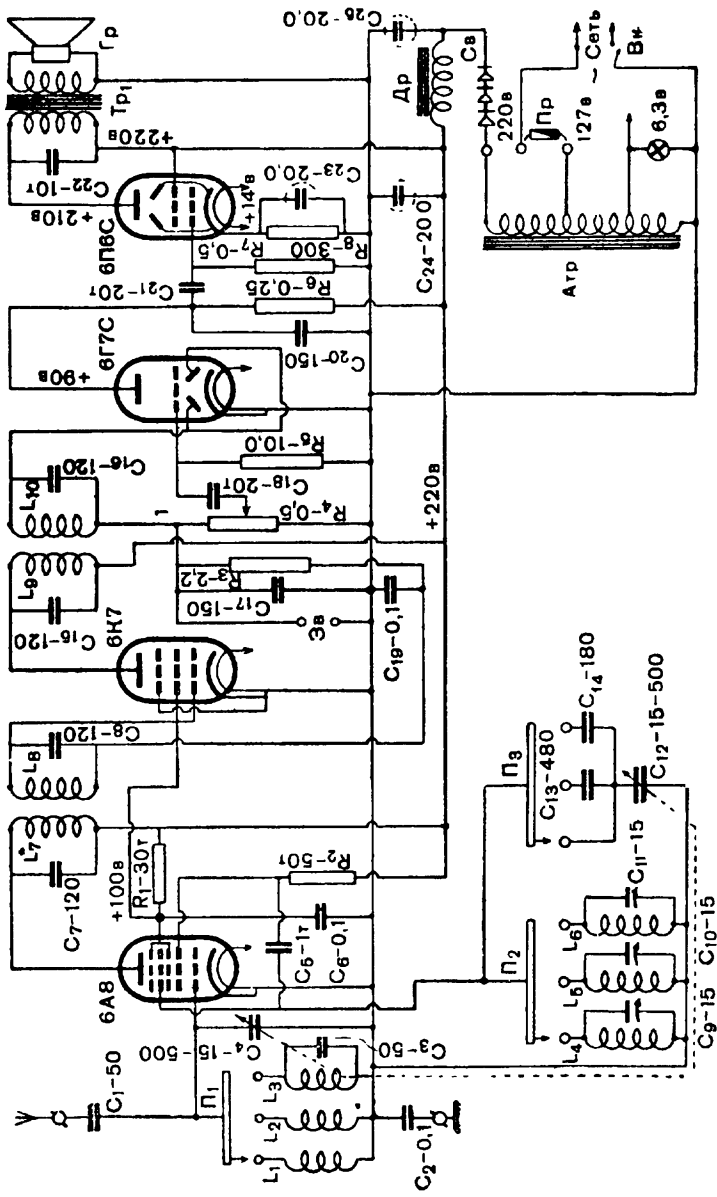 6А8
6К7
6Г7С
6П6С
С₁-50
С₇-120
L₇*
L₈
С₈-120
С₁₅-120
L₉
L₁₀
С₁₆-120
+90в
+210в
С₂₂-10т
+220в
Тр₁
Гр
+100в
R₁-30т
R₂-50т
С₅-1т
С₆-0,1
С₄-15-500
С₃-50
П₁
L₁
L₂
L₃
С₂-0,1
1
R₃-2,2
С₁₇-150
Зв
С₁₉-0,1
R₄-0,5
С₁₈-20т
R₅-10,0
С₂₀-150
С₂₁-20т
R₆-0,25
R₇-0,5
R₈-300
+14в
С₂₃-20,0
С₂₄-20 0
С₂₅-20,0
+220в
Др
Св
220в
Пр
127в
~ Сеть
Вк
6,3в
Атр
П₂
L₄
L₅
L₆
С₉-15
С₁₀-15
С₁₁-15
П₃
С₁₃-480
С₁₄-180
С₁₂-15-500